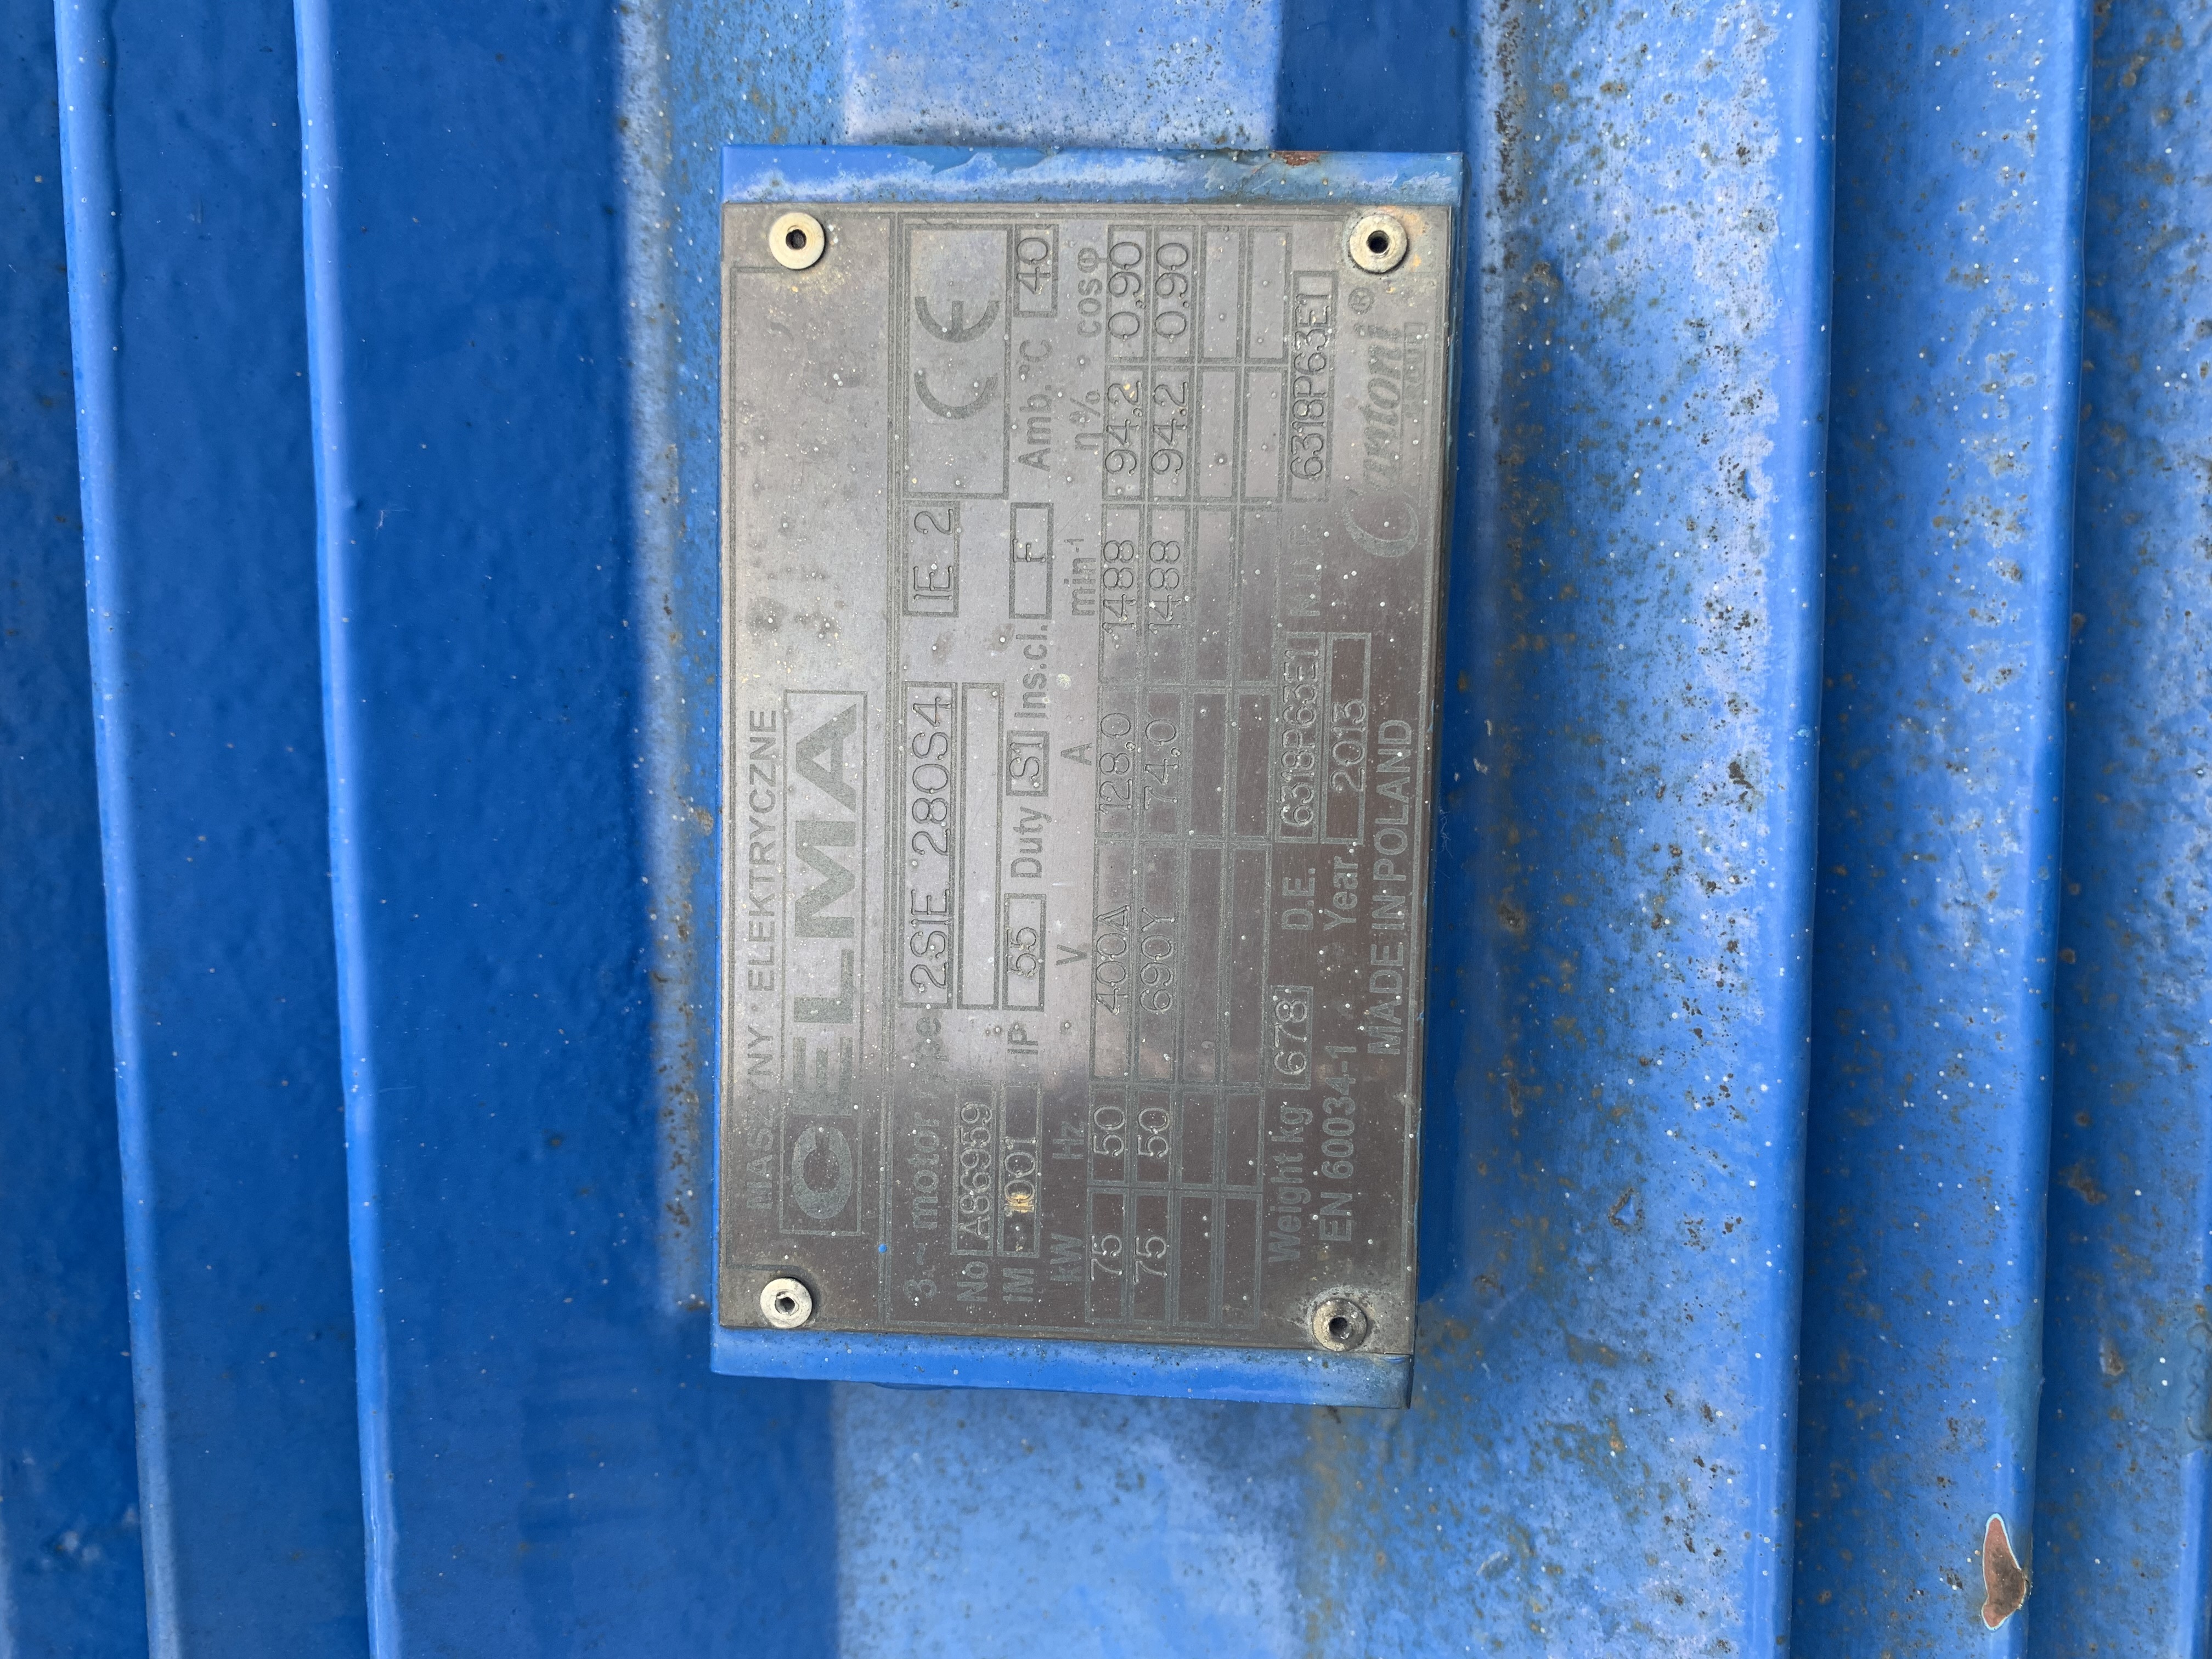 MASZYNY ELEKTRYCZNE
CELMA
3 ~ motor type 2SIE 280S4 IE 2 CE
No A86959
IM 1001 IP 55 Duty S1 Ins.cl. F Amb. °C 40
kW Hz V A min⁻¹ η% cosφ
75 50 400Δ 128.0 1488 94.2 0.90
75 50 690Y 74.0 1488 94.2 0.90
Weight kg 678 D.E. 6318P63E1 N.D.E. 6318P63E1
EN 60034-1 Year 2013
MADE IN POLAND Cantoni®